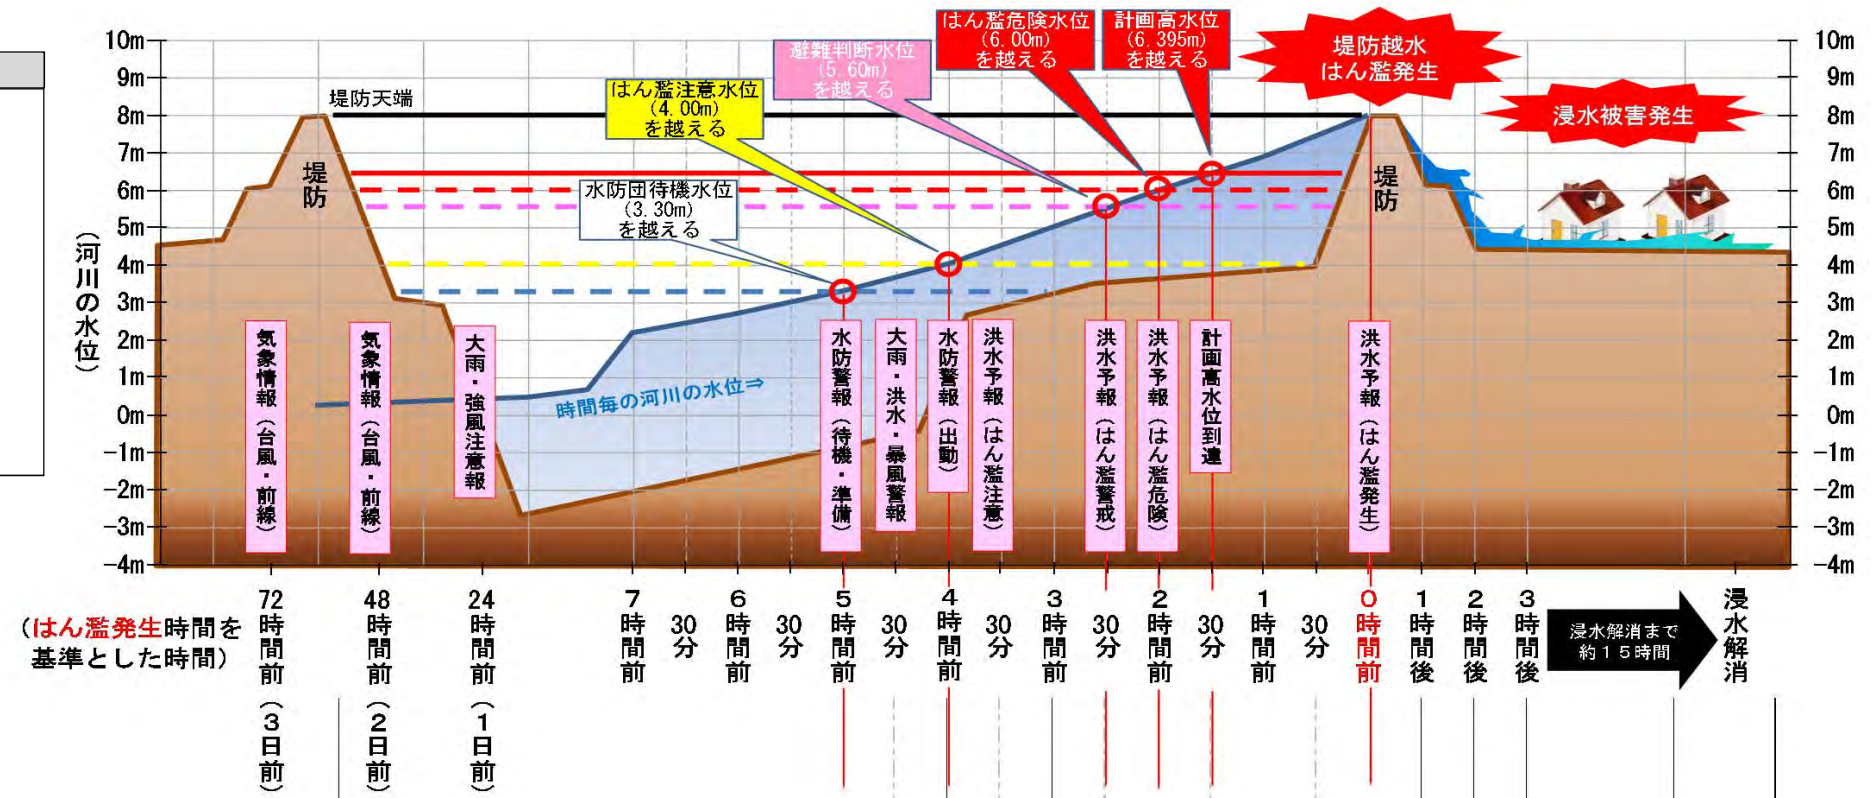 はん濫危険水位
(6.00m)
を越える
計画高水位
(6.395m)
を越える
堤防越水
はん濫発生
避難判断水位
(5.60m)
を越える
はん濫注意水位
(4.00m)
を越える
水防団待機水位
(3.30m)
を越える
浸水被害発生
堤防天端
堤防
堤防
(河川の水位)
10m
9m
8m
7m
6m
5m
4m
3m
2m
1m
0m
-1m
-2m
-3m
-4m
10m
9m
8m
7m
6m
5m
4m
3m
2m
1m
0m
-1m
-2m
-3m
-4m
時間毎の河川の水位⇒
気象情報(台風・前線)
気象情報(台風・前線)
大雨・強風注意報
水防警報(待機・準備)
大雨・洪水・暴風警報
水防警報(出動)
洪水予報(はん濫注意)
洪水予報(はん濫警戒)
洪水予報(はん濫危険)
計画高水位到達
洪水予報(はん濫発生)
(はん濫発生時間を
基準とした時間)
72時間前(3日前)
48時間前(2日前)
24時間前(1日前)
7時間前
30分
6時間前
30分
5時間前
30分
4時間前
30分
3時間前
30分
2時間前
30分
1時間前
30分
0時間前
1時間後
2時間後
3時間後
浸水解消まで
約15時間
浸水解消